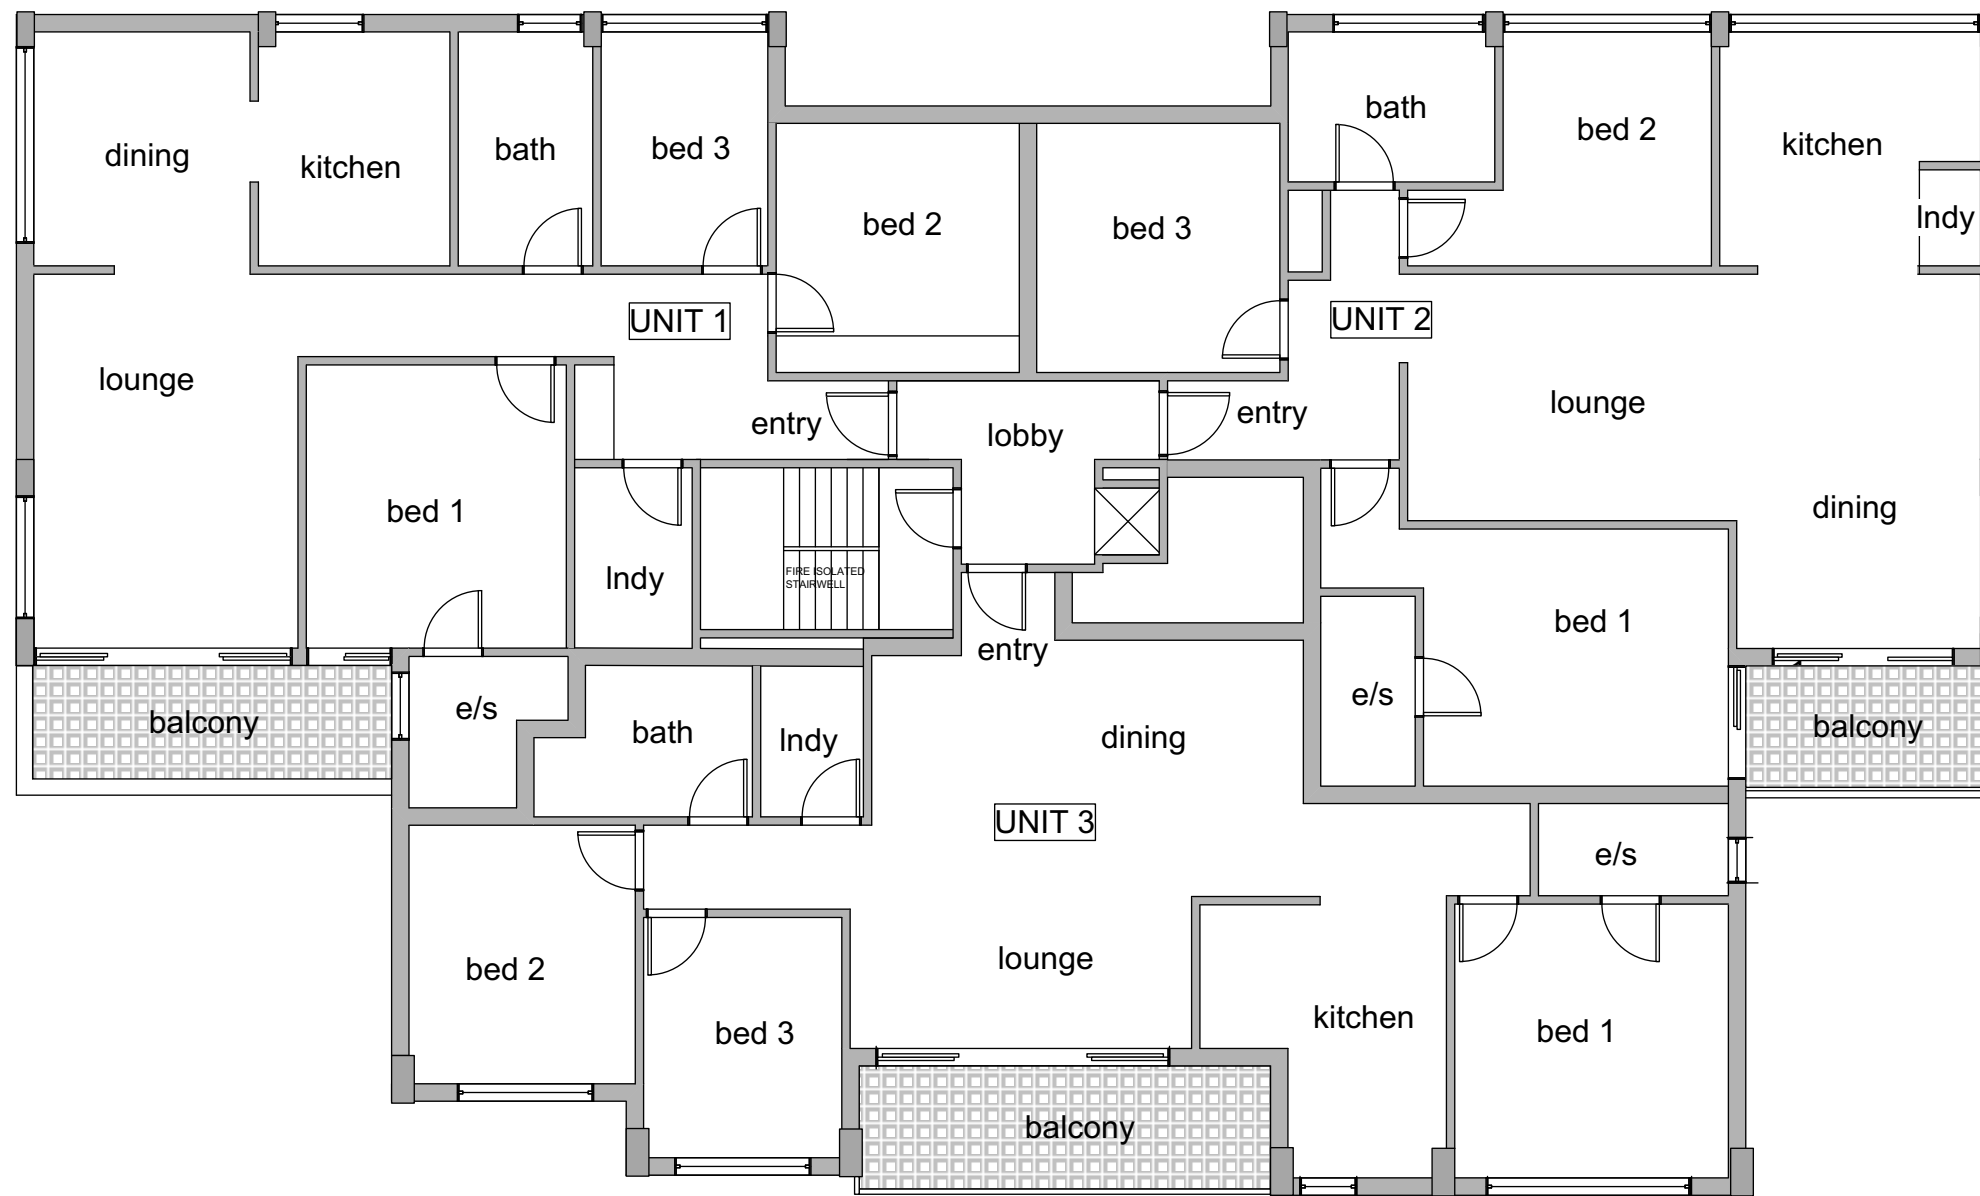 bath
bed 2
dining
kitchen
bath
bed 3
kitchen
bed 2
bed 3
lndy
UNIT 1
UNIT 2
lounge
entry
lobby
entry
lounge
bed 1
dining
lndy
FIRE ISOLATED
STAIRWELL
bed 1
entry
e/s
e/s
balcony
bath
lndy
dining
balcony
UNIT 3
e/s
bed 2
lounge
bed 3
kitchen
bed 1
balcony